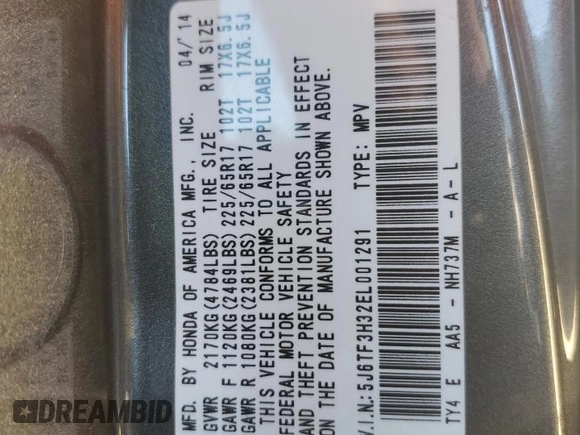 MFD. BY HONDA OF AMERICA MFG., INC. 04/'14
GVWR 2170KG(4784LBS) TIRE SIZE RIM SIZE
GAWR F 1120KG(2469LBS) 225/65R17 102T 17X6.5J
GAWR R 1080KG(2381LBS) 225/65R17 102T 17X6.5J
THIS VEHICLE CONFORMS TO ALL APPLICABLE
FEDERAL MOTOR VEHICLE SAFETY
AND THEFT PREVENTION STANDARDS IN EFFECT
ON THE DATE OF MANUFACTURE SHOWN ABOVE.
V.I.N.: 5J6TF3H32EL001291 TYPE: MPV
TY4 E AA5 - NH737M - A - L
DREAMBID